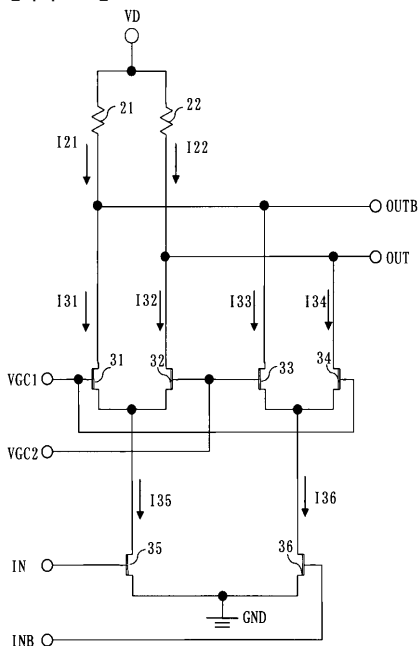 VD
21
22
I21
I22
OUTB
OUT
I31
I32
I33
I34
31
32
33
34
VGC1
VGC2
I35
I36
IN
35
36
GND
INB